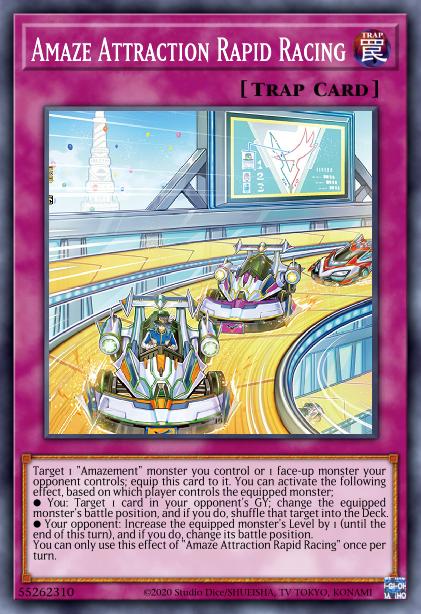 AMAZE ATTRACTION RAPID RACING
TRAP
罠
[TRAP CARD]
1
2
3
Target 1 "Amazement" monster you control or 1 face-up monster your
opponent controls; equip this card to it. You can activate the following
effect, based on which player controls the equipped monster;
● You: Target 1 card in your opponent's GY; change the equipped
monster's battle position, and if you do, shuffle that target into the Deck.
● Your opponent: Increase the equipped monster's Level by 1 (until the
end of this turn), and if you do, change its battle position.
You can only use this effect of "Amaze Attraction Rapid Racing" once per
turn.
55262310
©2020 Studio Dice/SHUEISHA, TV TOKYO, KONAMI